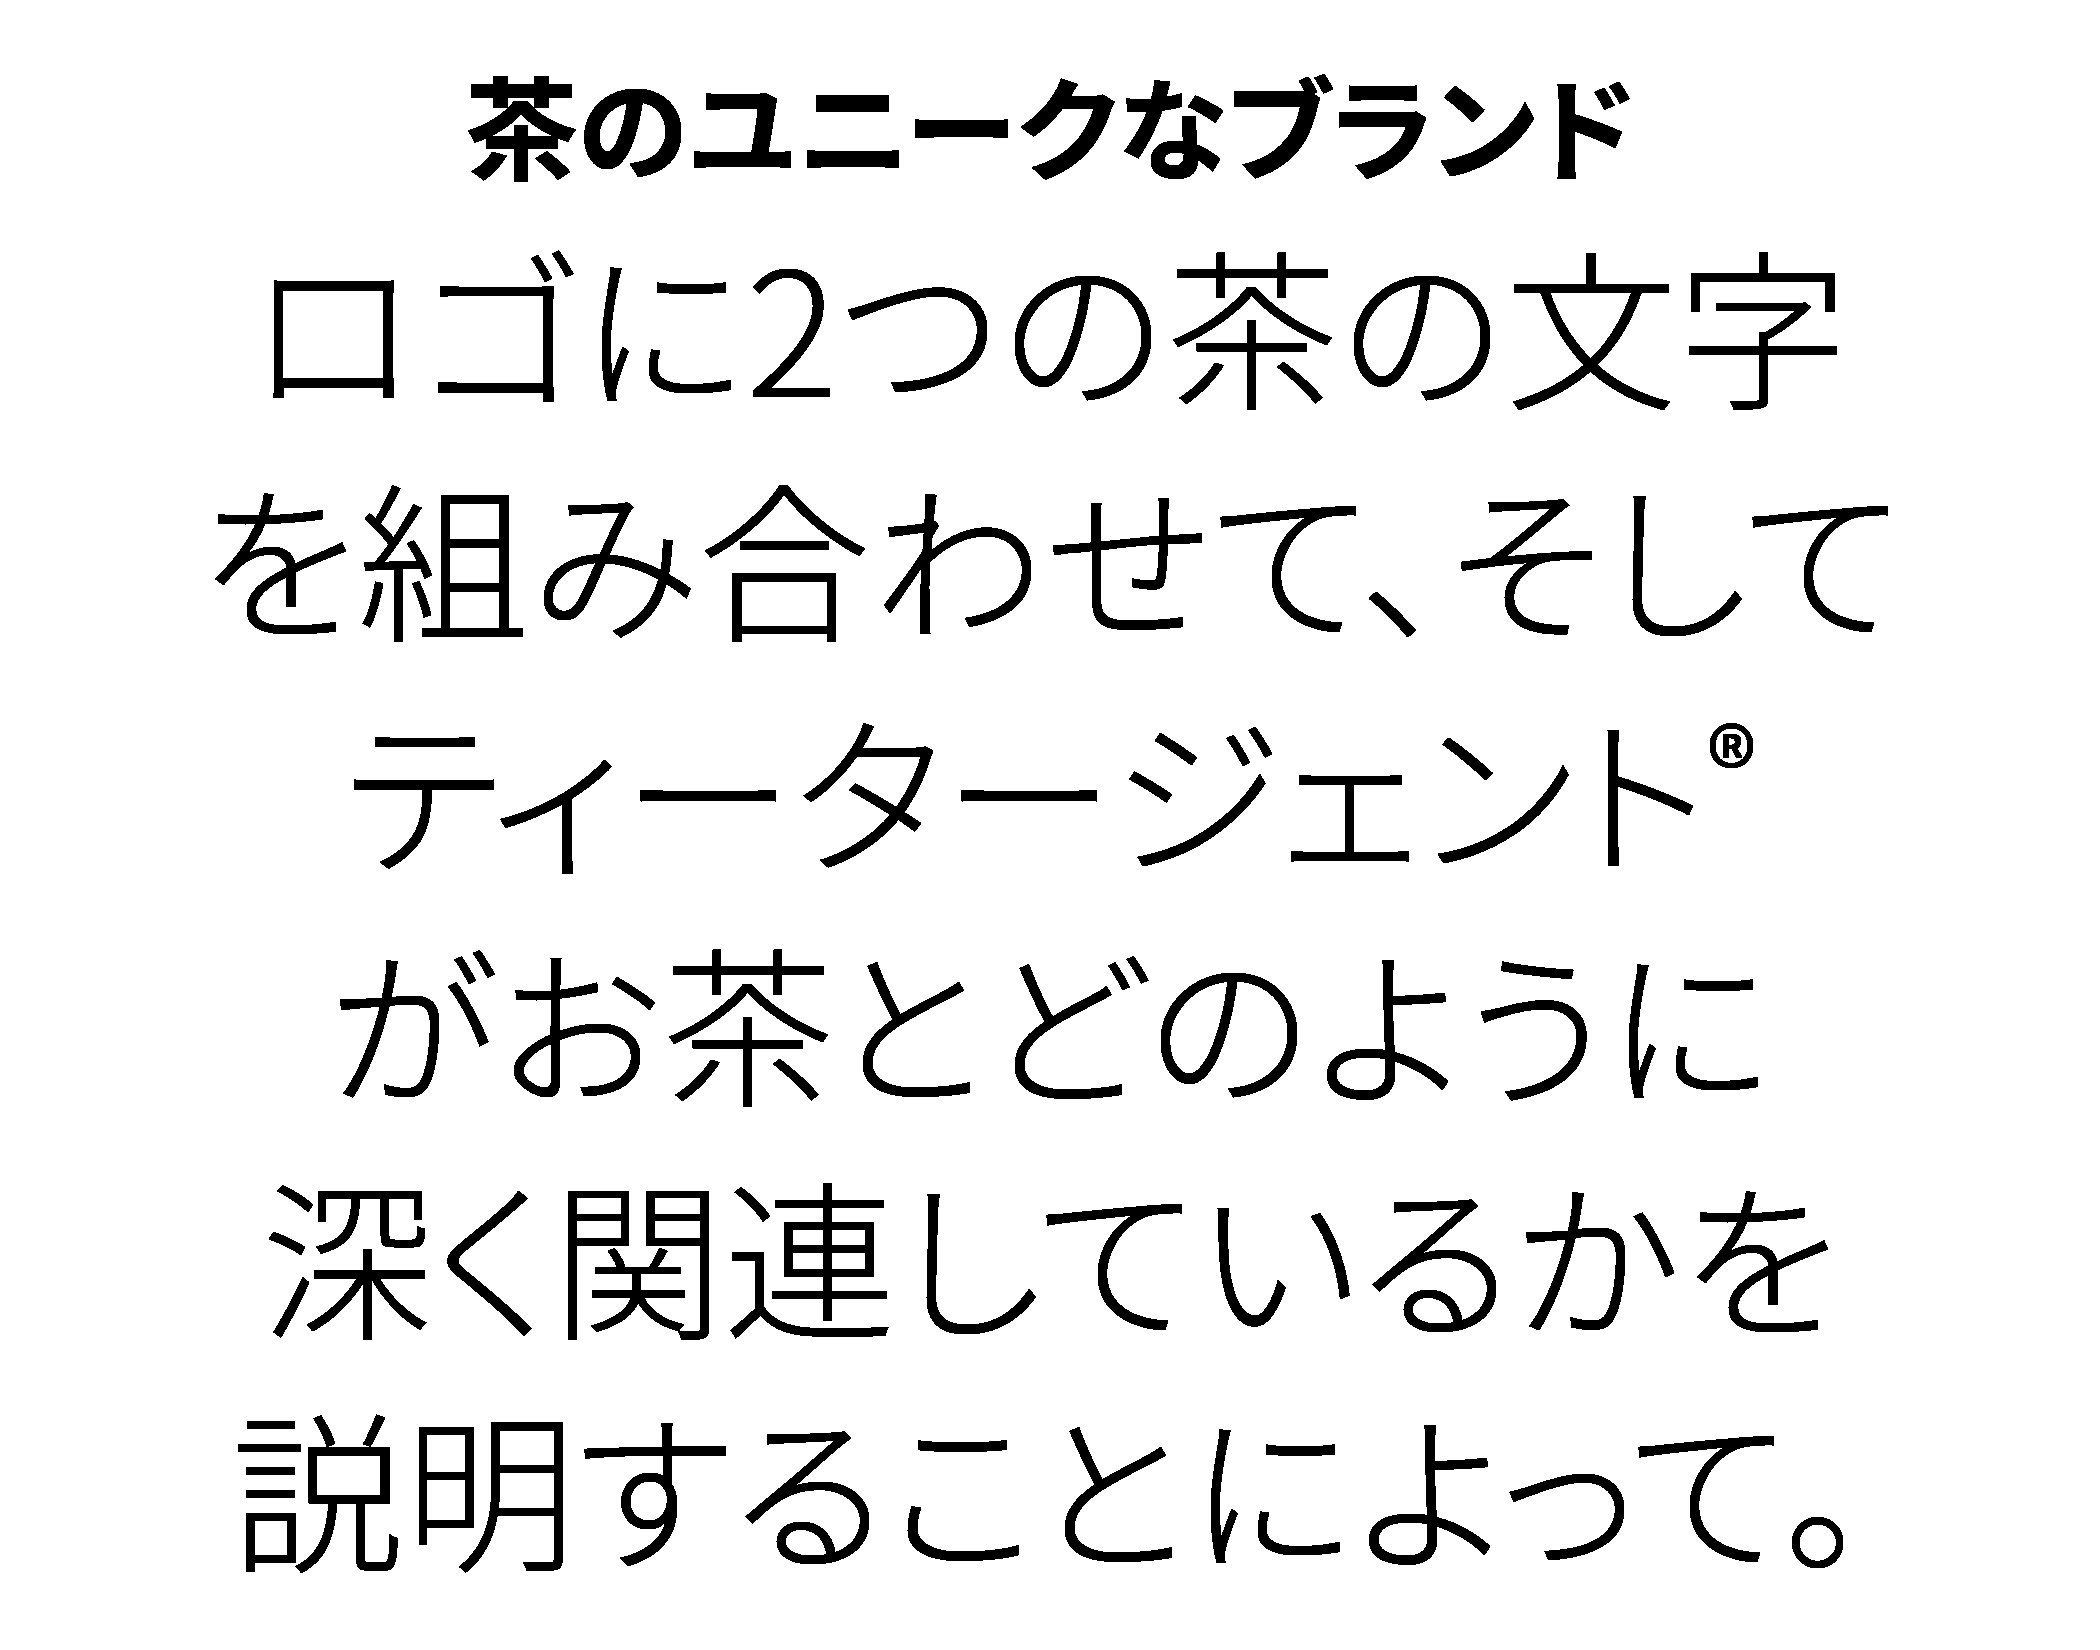 茶のユニークなブランド
ロゴに2つの茶の文字
を組み合わせて、そして
ティータージェント®
がお茶とどのように
深く関連しているかを
説明することによって。